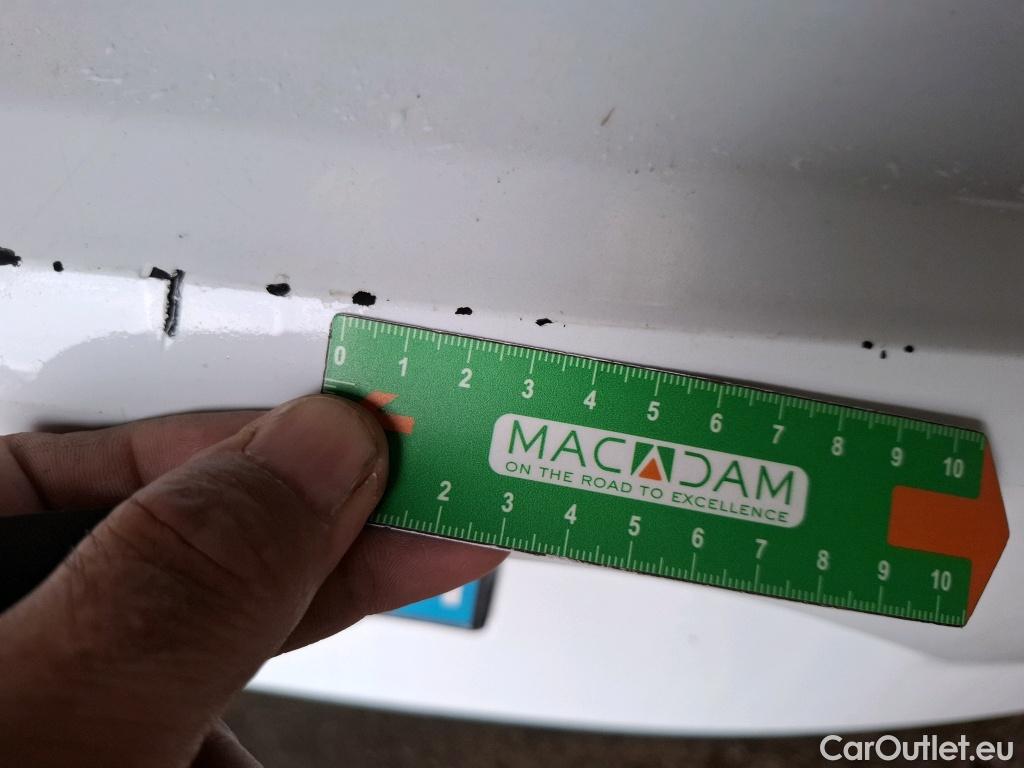 0 1 2 3 4 5 6 7 8 9 10
MACADAM
ON THE ROAD TO EXCELLENCE
2 3 4 5 6 7 8 9 10
CarOutlet.eu